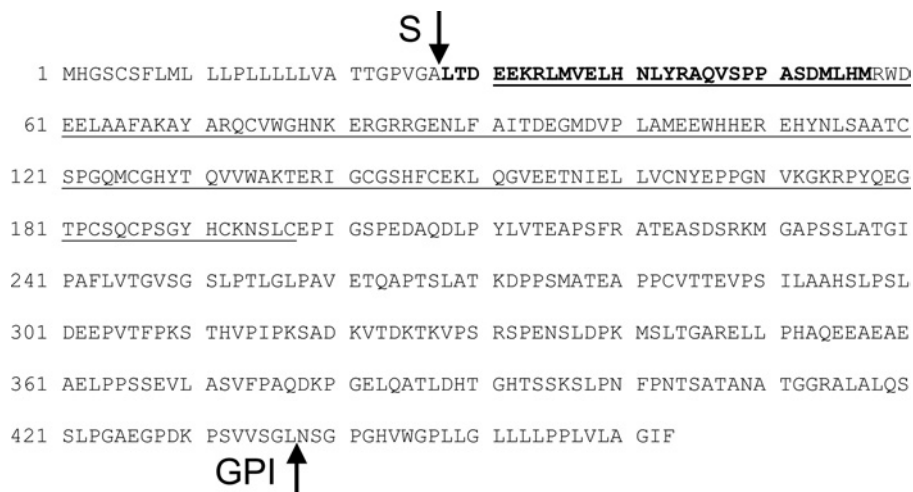 S
1 MHGSCSFLML LLPLLLLLVA TTGPVGALTD EEKRLMVELH NLYRAQVSPP ASDMLHMRWD
61 EELAAFAKAY ARQCVWGHNK ERGRRGENLF AITDEGMDVP LAMEEWHHER EHYNLSAATC
121 SPGQMCGHYT QVVWAKTERI GCGSHFCEKL QGVEETNIEL LVCNYEPPGN VKGKRPYQEG
181 TPCSQCPSGY HCKNSLCEPI GSPEDAQDLP YLVTEAPSFR ATEASDSRKM GAPSSLATGI
241 PAFLVTGVSG SLPTLGLPAV ETQAPTSLAT KDPPSMATEA PPCVTTEVPS ILAAHSLPSL
301 DEEPVTFPKS THVPIPKSAD KVTDKTKVPS RSPENSLDPK MSLTGARELL PHAQEEAEAE
361 AELPPSSEVL ASVFPAQDKP GELQATLDHT GHTSSKSLPN FPNTSATANA TGGRALALQS
421 SLPGAEGPDK PSVVSGLNSG PGHVWGPLLG LLLLPPLVLA GIF
GPI